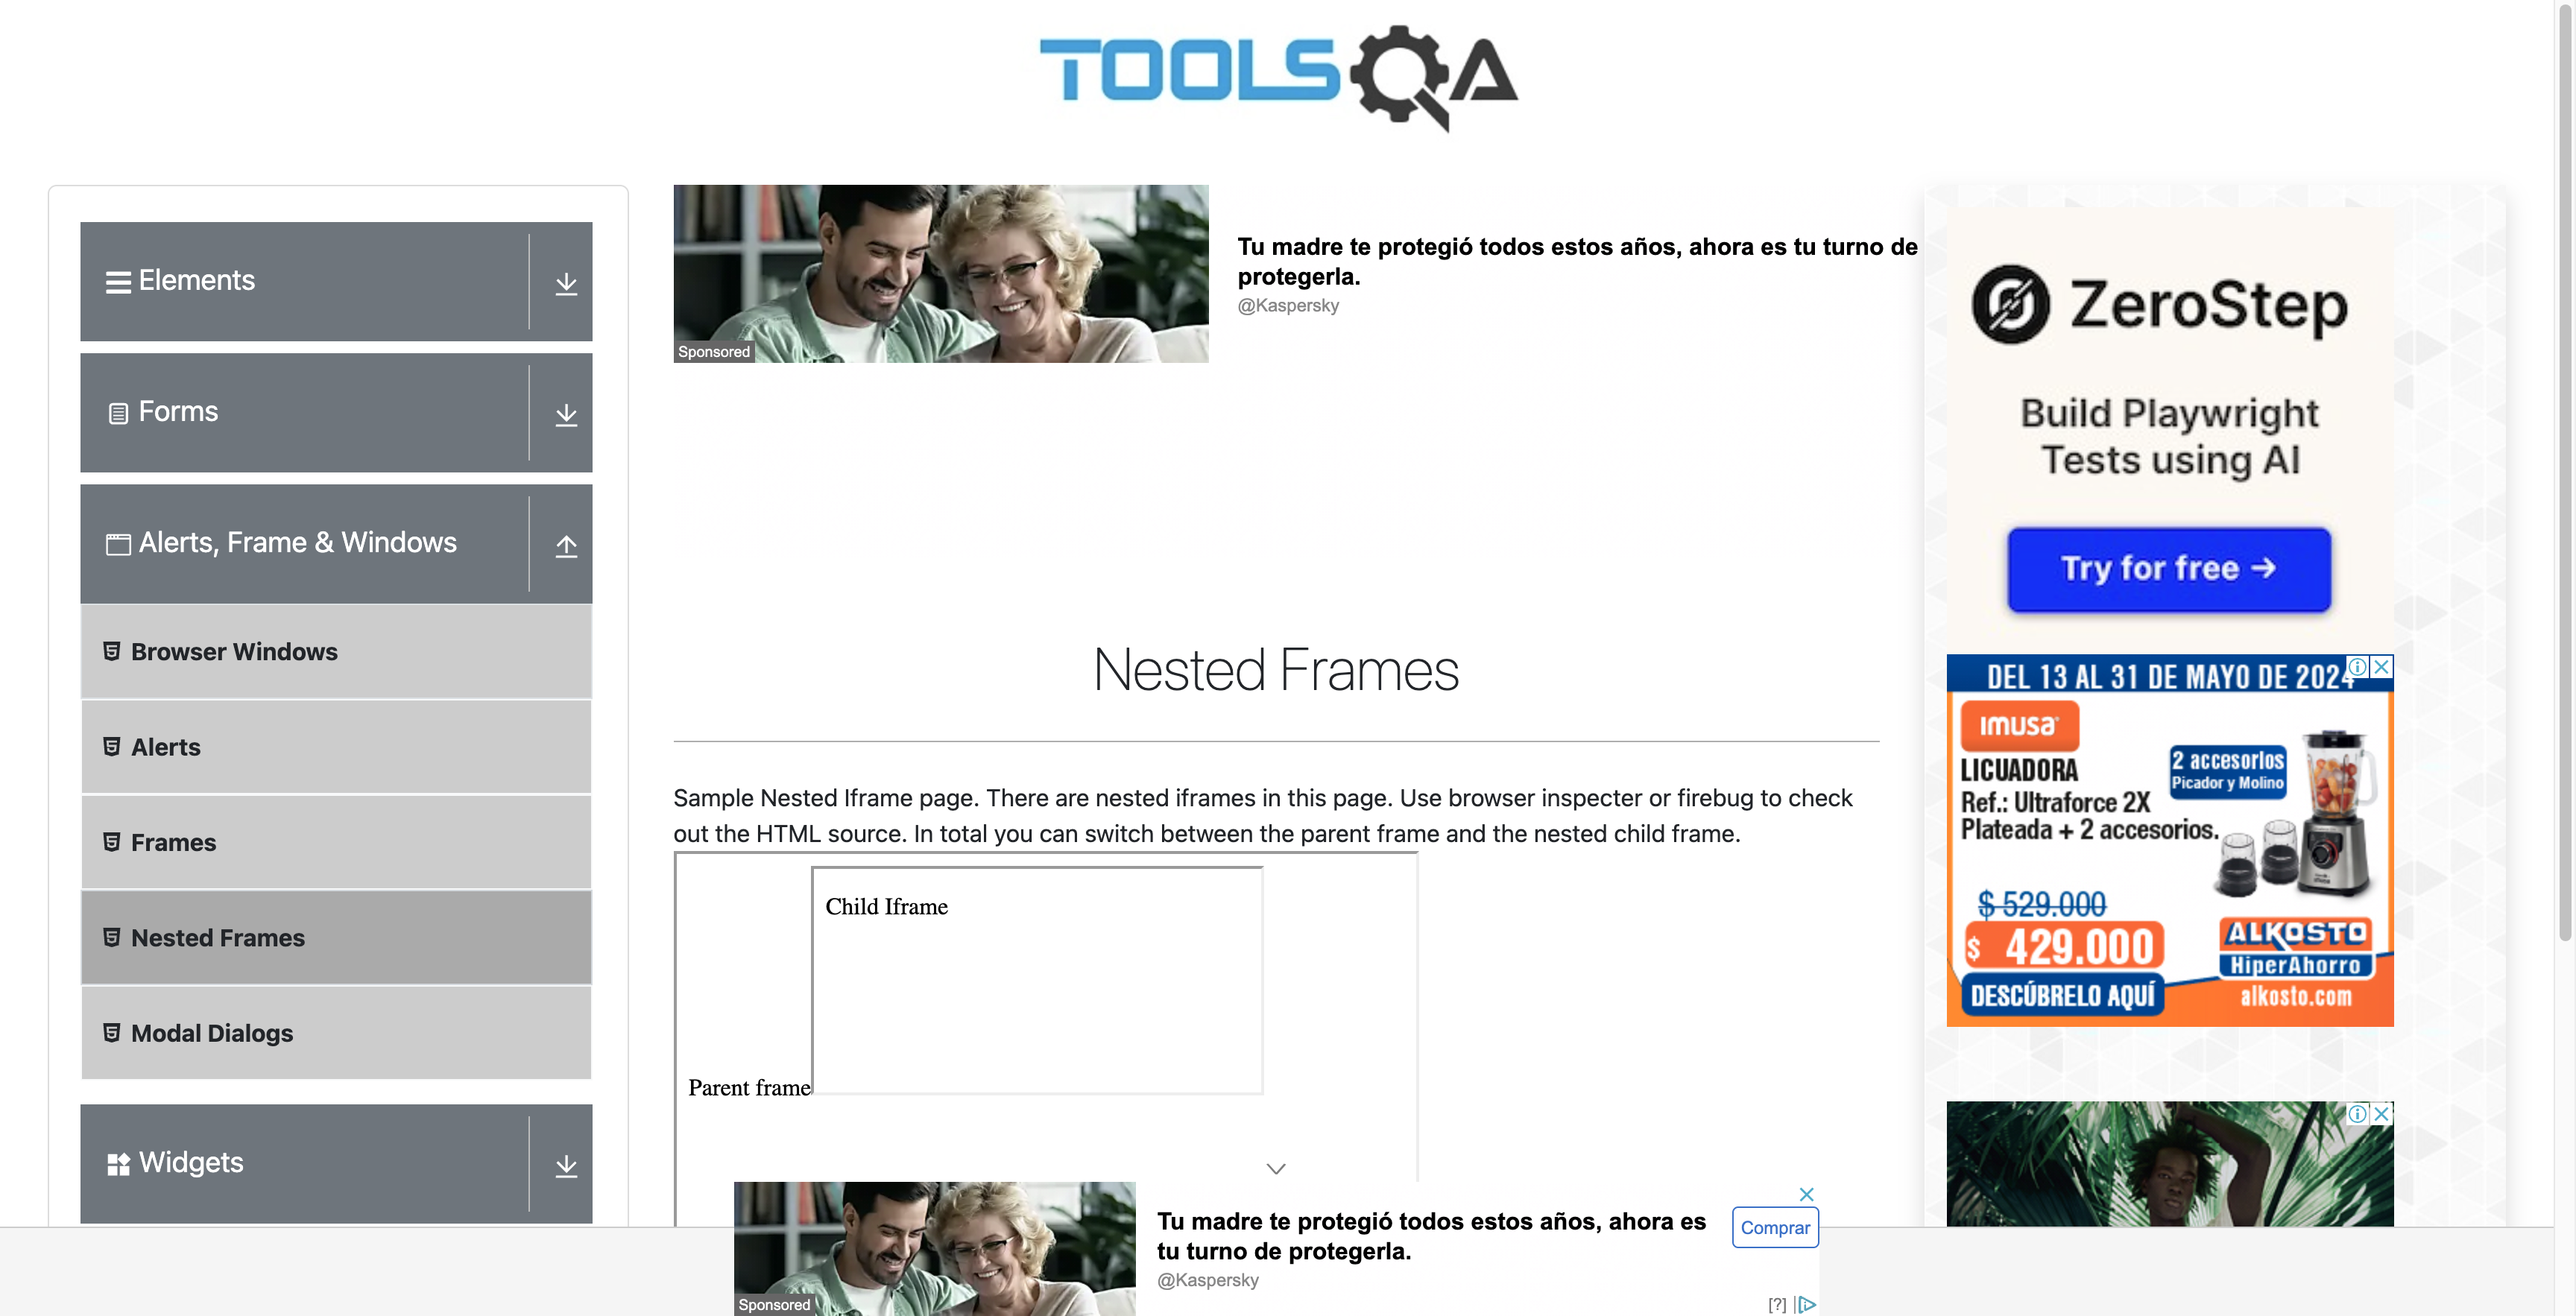 TOOLSQA
Elements
Forms
Alerts, Frame & Windows
Browser Windows
Alerts
Frames
Nested Frames
Modal Dialogs
Widgets
Sponsored
Tu madre te protegió todos estos años, ahora es tu turno de
protegerla.
@Kaspersky
Nested Frames
Sample Nested Iframe page. There are nested iframes in this page. Use browser inspecter or firebug to check
out the HTML source. In total you can switch between the parent frame and the nested child frame.
Child Iframe
Parent frame
Sponsored
Tu madre te protegió todos estos años, ahora es
tu turno de protegerla.
@Kaspersky
Comprar
[?]
ZeroStep
Build Playwright
Tests using AI
Try for free →
DEL 13 AL 31 DE MAYO DE 2024
IMUSA
LICUADORA
Ref.: Ultraforce 2X
Plateada + 2 accesorios.
2 accesorios
Picador y Molino
$ 529.000
$ 429.000
DESCÚBRELO AQUÍ
ALKOSTO
HiperAhorro
alkosto.com